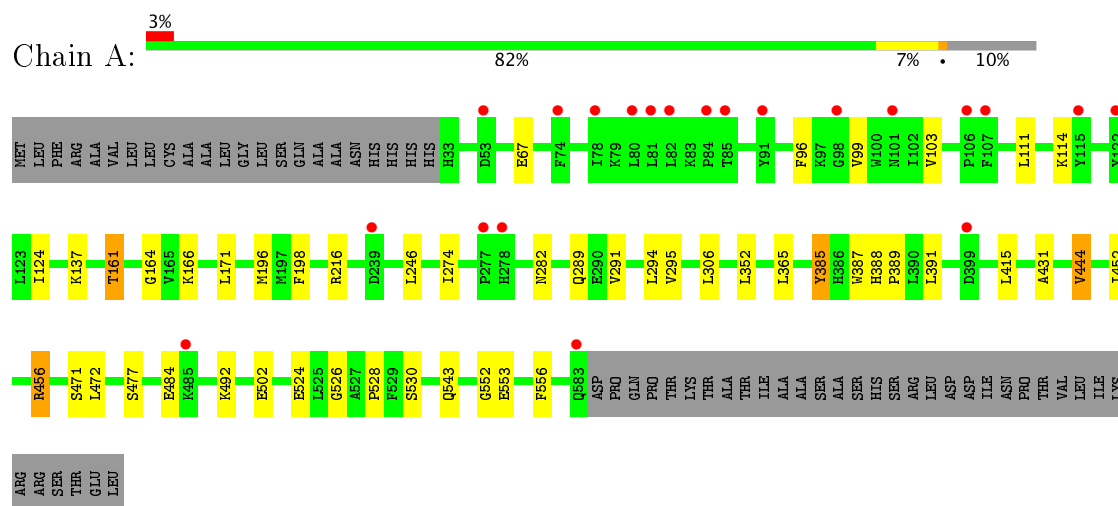 3%
Chain A:
82% 7% • 10%
MET LEU PHE ARG ALA VAL LEU LEU CYS ALA ALA LEU GLY LEU SER GLN ALA ALA ASN HIS HIS HIS HIS HIS H33 D53 E67 F74 I78 K79 L80 L81 L82 K83 P84 T85 Y91 F96 K97 G98 V99 W100 N101 I102 V103 P106 F107 L111 K114 Y115 Y122
L123 I124 K137 T161 G164 V165 K166 L171 M196 M197 F198 R216 D239 L246 I274 P277 H278 N282 Q289 E290 V291 L294 V295 L306 L352 L365 Y385 H386 W387 H388 P389 L390 L391 D399 L415 A431 V444
R456 S471 L472 S477 E484 K485 K492 E502 E524 L525 G526 A527 P528 F529 S530 Q543 G552 E553 F556 Q583 ASP PRO GLN PRO THR LYS THR ALA THR ILE ALA ALA SER ALA SER HIS SER ARG LEU ASP ASP ILE ASN PRO THR VAL LEU ILE LYS
ARG ARG SER THR GLU LEU